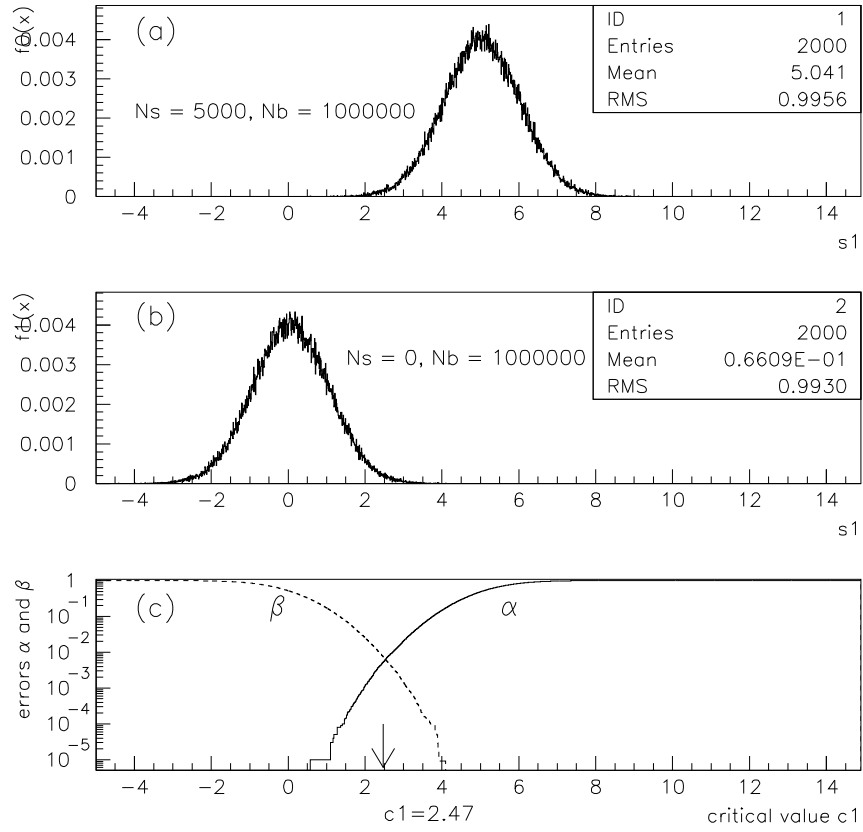 f0(x)
0.004
0.003
0.002
0.001
0
(a)
Ns = 5000, Nb = 1000000
ID 1
Entries 2000
Mean 5.041
RMS 0.9956
−4 −2 0 2 4 6 8 10 12 14
s1
f1(x)
0.004
0.003
0.002
0.001
0
(b)
Ns = 0, Nb = 1000000
ID 2
Entries 2000
Mean 0.6609E−01
RMS 0.9930
−4 −2 0 2 4 6 8 10 12 14
s1
errors α and β
1
10⁻¹
10⁻²
10⁻³
10⁻⁴
10⁻⁵
(c)
β
α
−4 −2 0 2 4 6 8 10 12 14
c1=2.47
critical value c1